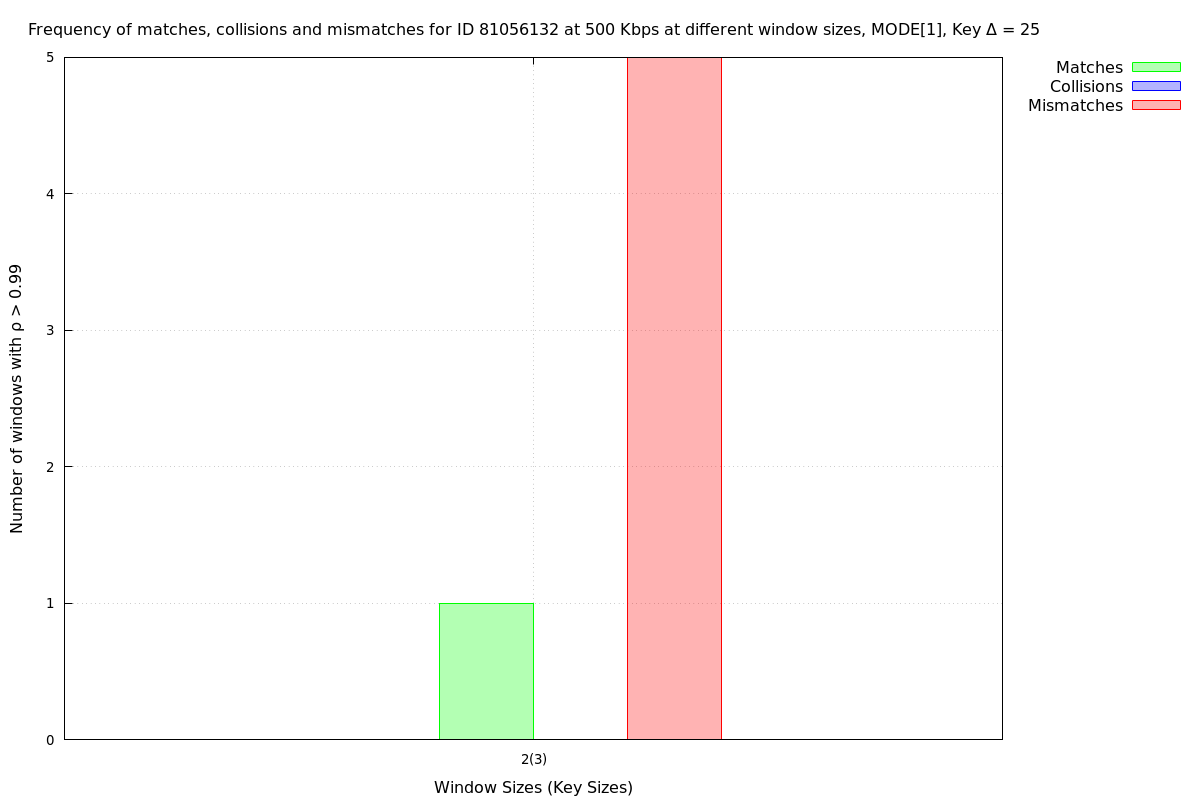 Frequency of matches, collisions and mismatches for ID 81056132 at 500 Kbps at different window sizes, MODE[1], Key Δ = 25
Matches
Collisions
Mismatches
Number of windows with ρ > 0.99
5
4
3
2
1
0
2(3)
Window Sizes (Key Sizes)